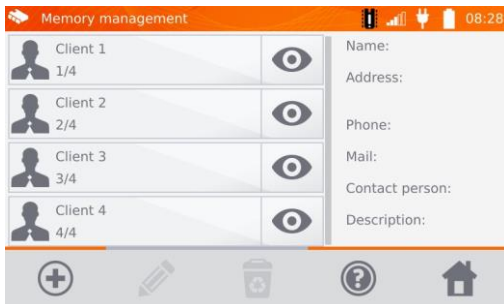 Memory management
08:28
Client 1
1/4
Client 2
2/4
Client 3
3/4
Client 4
4/4
Name:
Address:
Phone:
Mail:
Contact person:
Description: